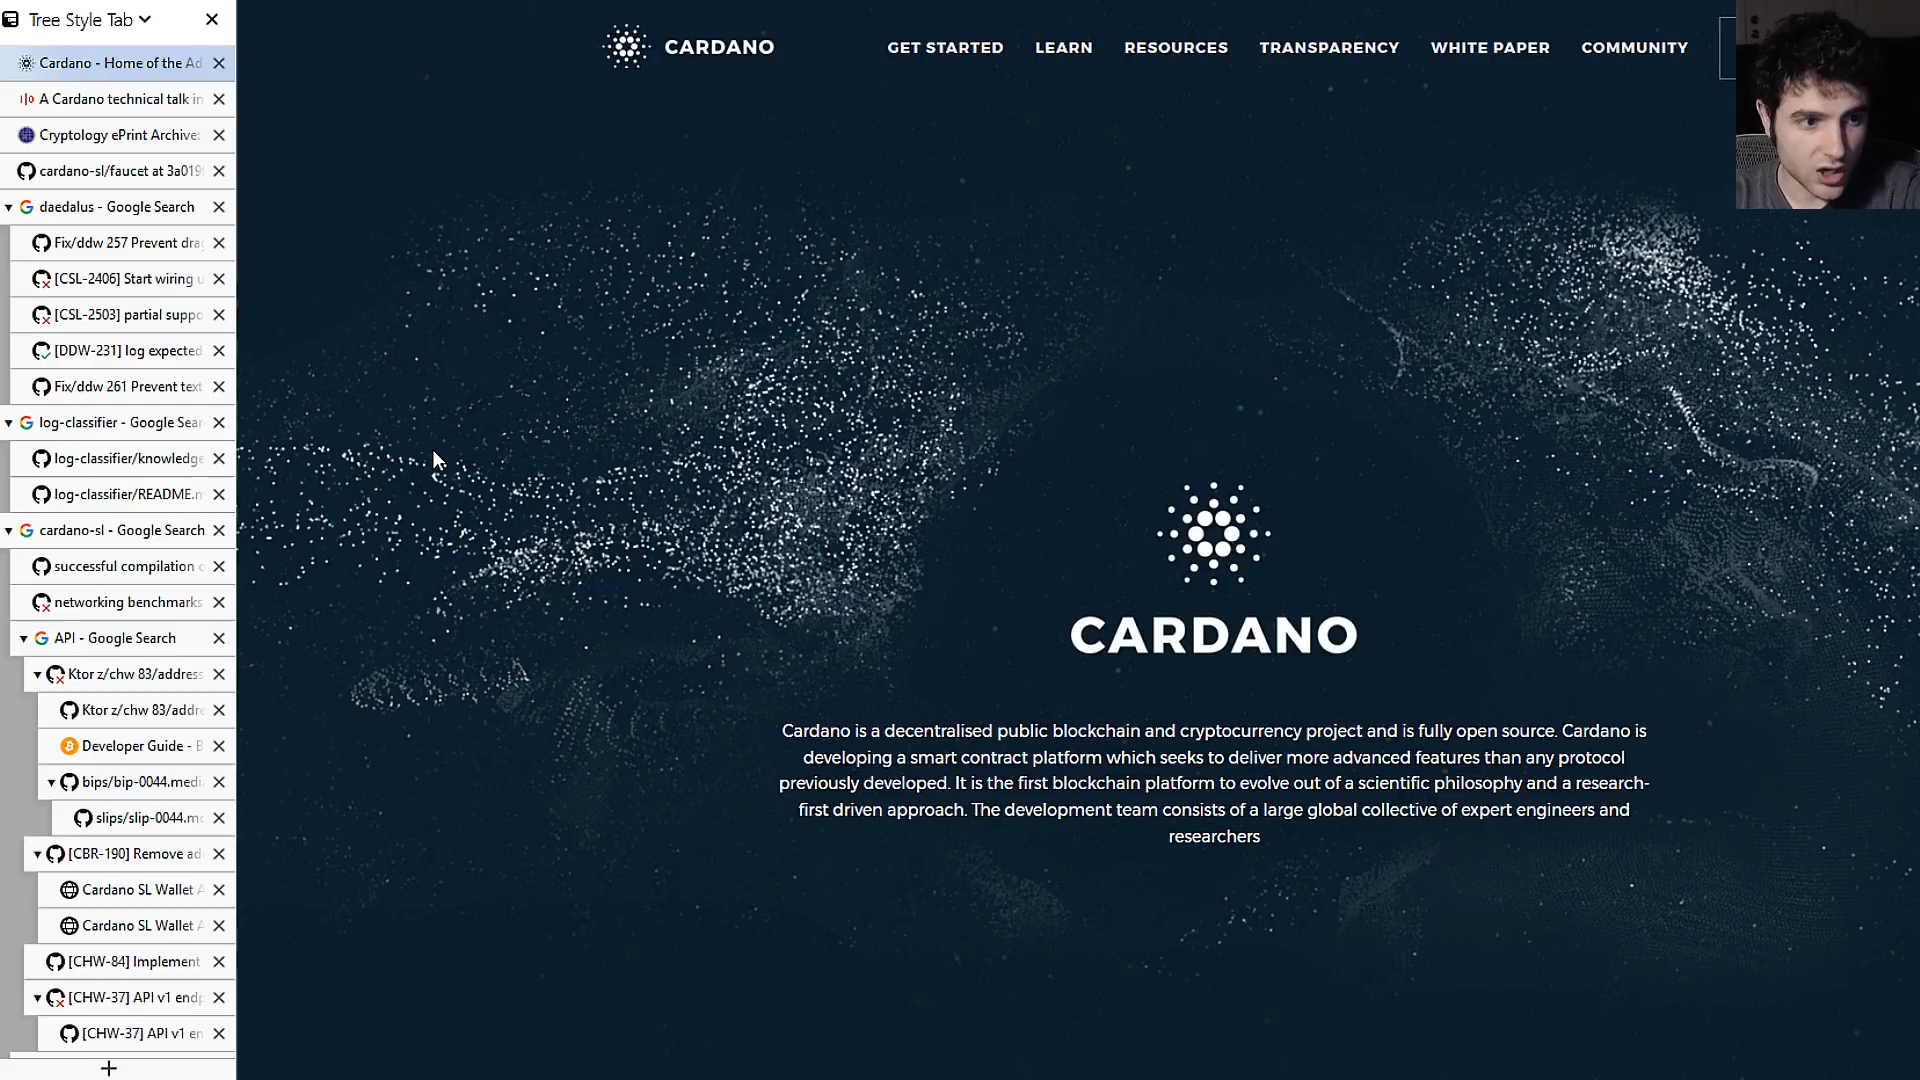 Tree Style Tab
Cardano - Home of the Ad
A Cardano technical talk in
Cryptology ePrint Archive:
cardano-sl/faucet at 3a019
daedalus - Google Search
Fix/ddw 257 Prevent drag
[CSL-2406] Start wiring u
[CSL-2503] partial suppo
[DDW-231] log expected
Fix/ddw 261 Prevent text
log-classifier - Google Sear
log-classifier/knowledge
log-classifier/README.m
cardano-sl - Google Search
successful compilation o
networking benchmarks
API - Google Search
Ktor z/chw 83/address
Ktor z/chw 83/addre
Developer Guide - B
bips/bip-0044.medi
slips/slip-0044.m
[CBR-190] Remove ad
Cardano SL Wallet A
Cardano SL Wallet A
[CHW-84] Implement
[CHW-37] API v1 endp
[CHW-37] API v1 en
CARDANO
GET STARTED LEARN RESOURCES TRANSPARENCY WHITE PAPER COMMUNITY
CARDANO
Cardano is a decentralised public blockchain and cryptocurrency project and is fully open source. Cardano is
developing a smart contract platform which seeks to deliver more advanced features than any protocol
previously developed. It is the first blockchain platform to evolve out of a scientific philosophy and a research-
first driven approach. The development team consists of a large global collective of expert engineers and
researchers